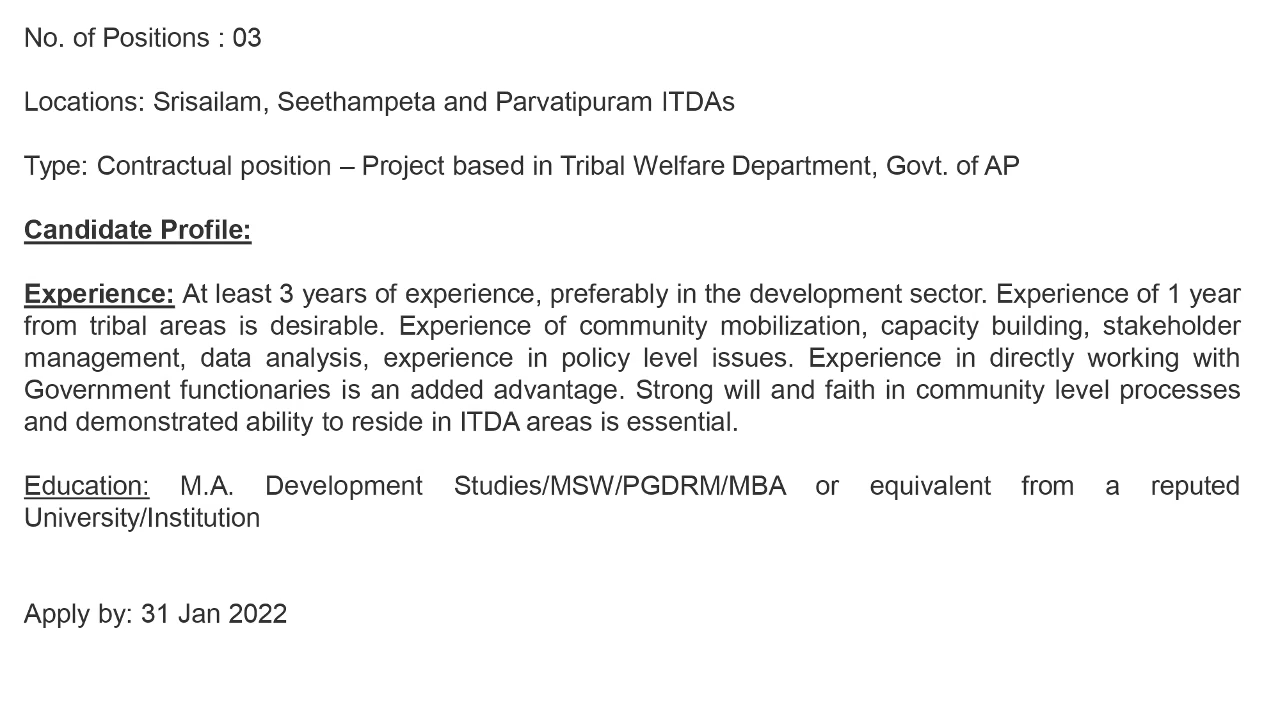 No. of Positions : 03
Locations: Srisailam, Seethampeta and Parvatipuram ITDAs
Type: Contractual position – Project based in Tribal Welfare Department, Govt. of AP
Candidate Profile:
Experience: At least 3 years of experience, preferably in the development sector. Experience of 1 year
from tribal areas is desirable. Experience of community mobilization, capacity building, stakeholder
management, data analysis, experience in policy level issues. Experience in directly working with
Government functionaries is an added advantage. Strong will and faith in community level processes
and demonstrated ability to reside in ITDA areas is essential.
Education: M.A. Development Studies/MSW/PGDRM/MBA or equivalent from a reputed
University/Institution
Apply by: 31 Jan 2022